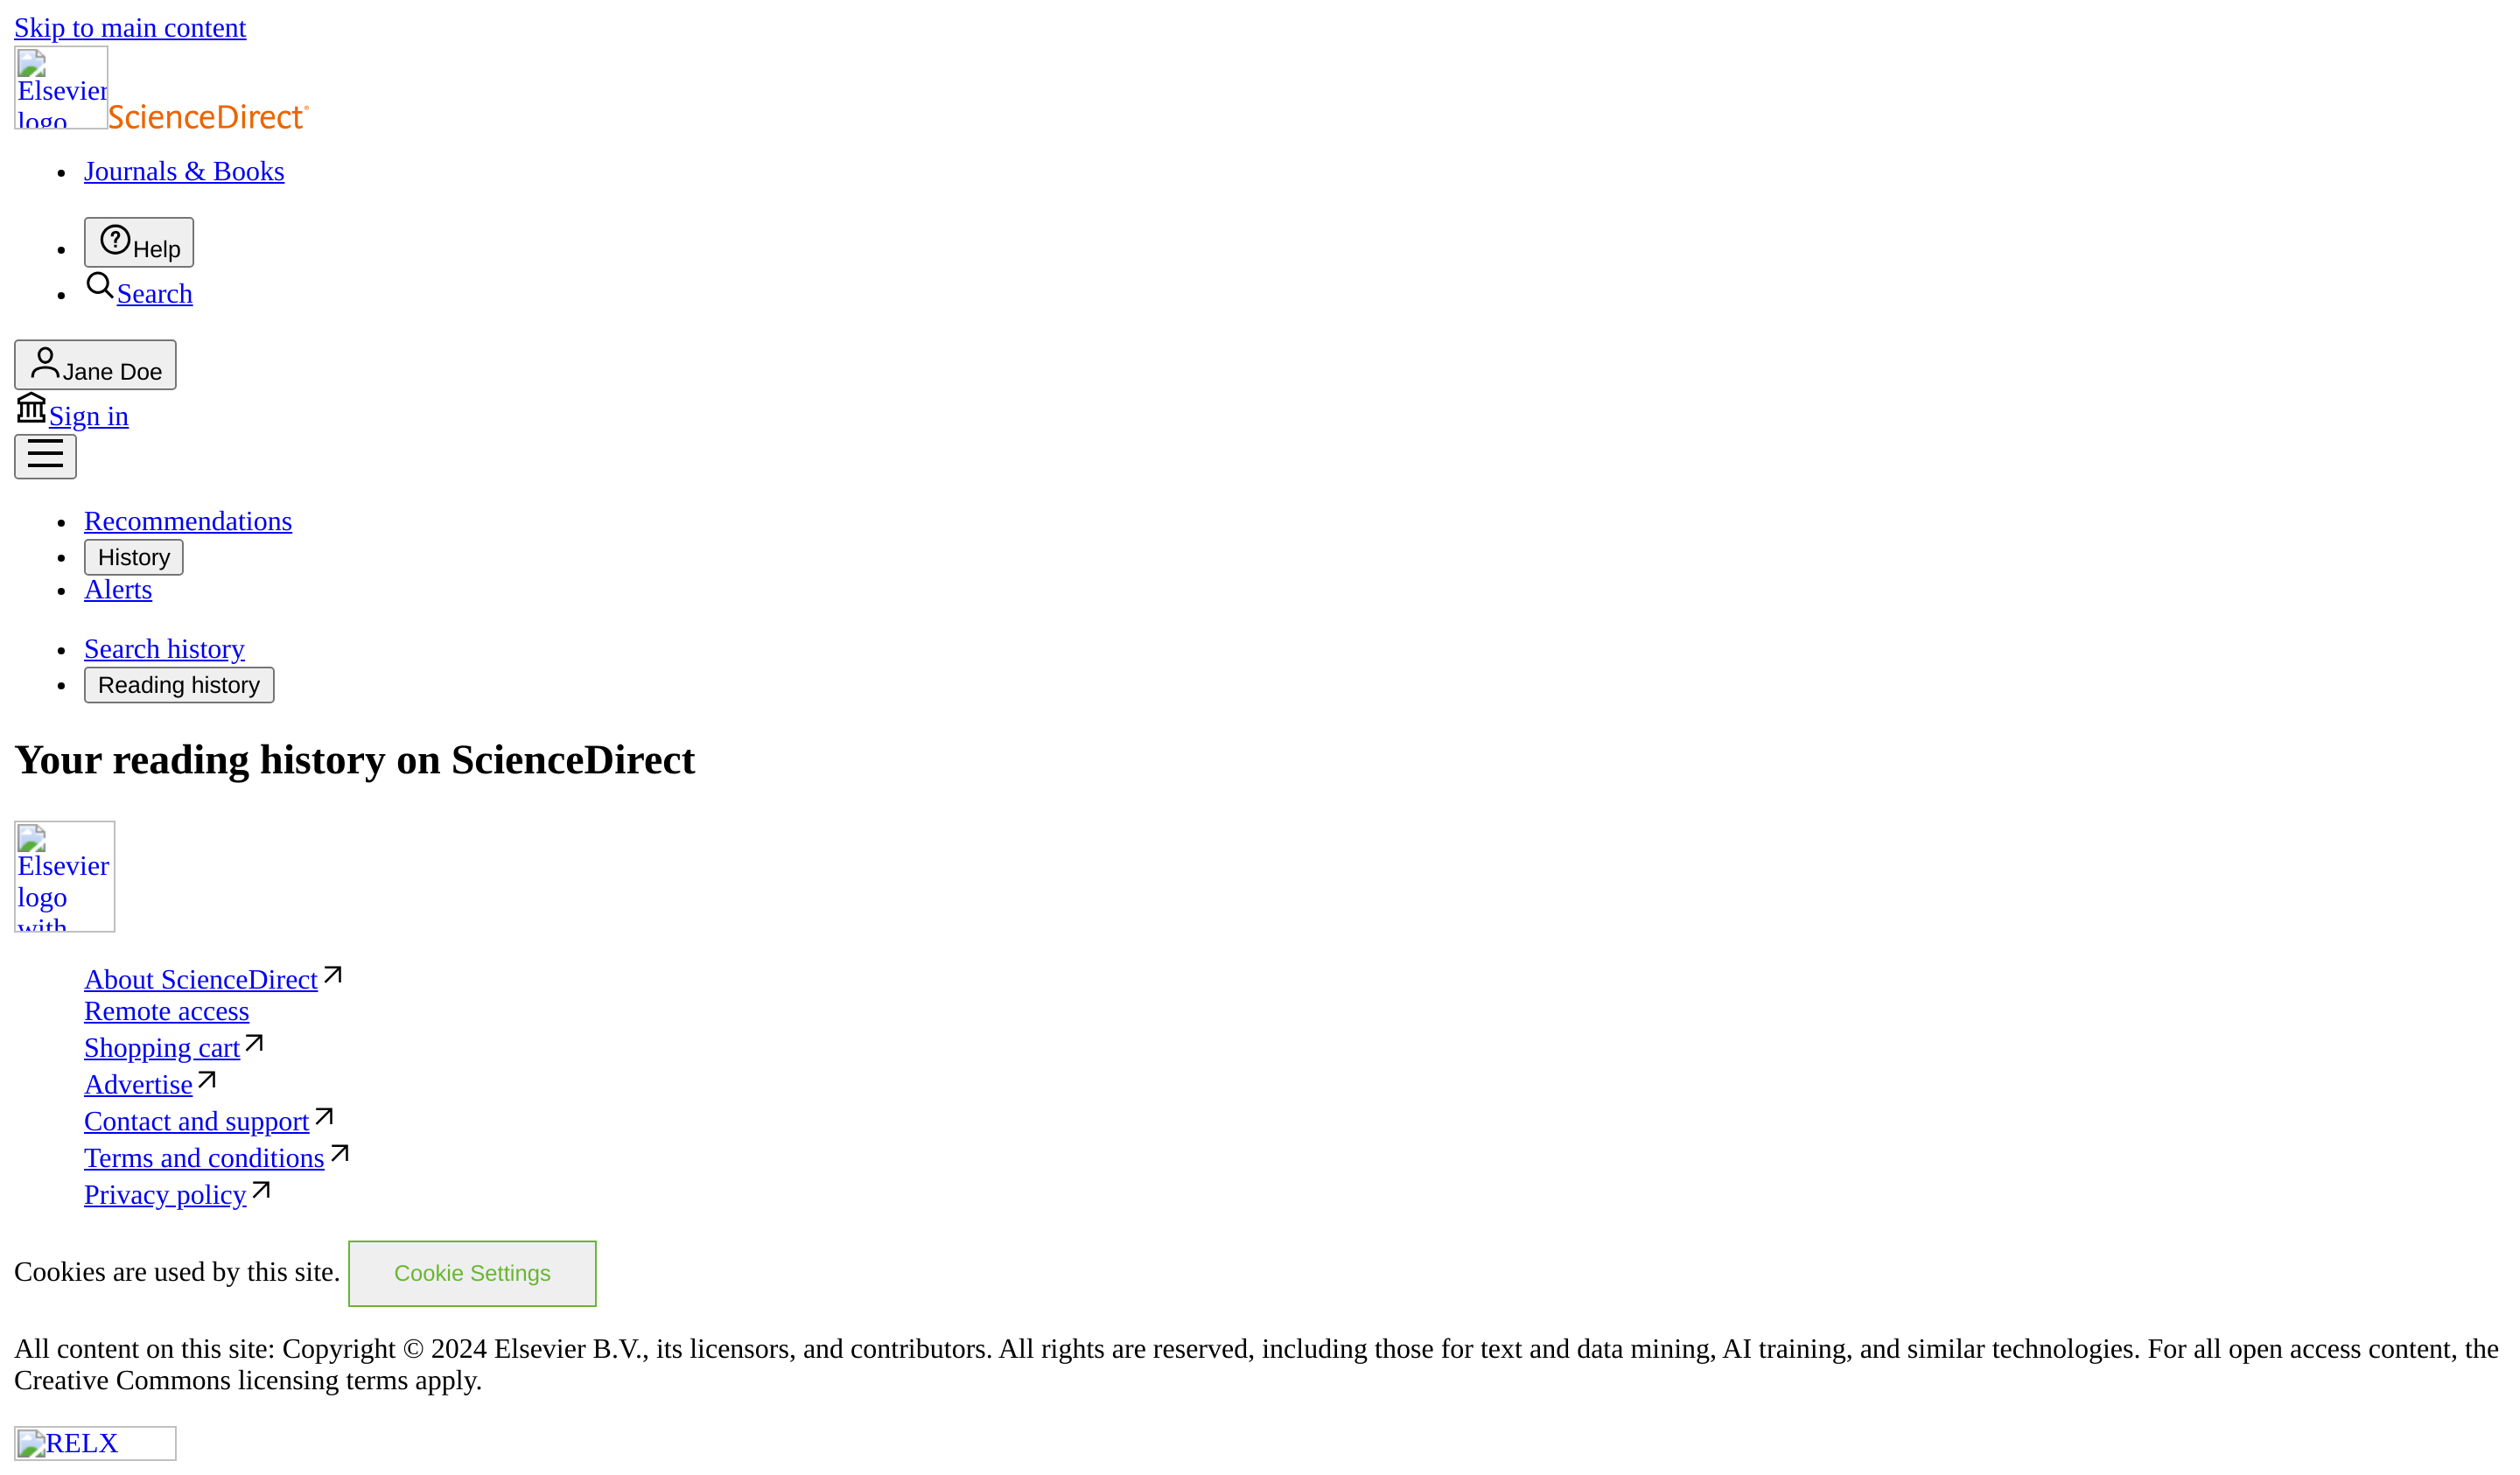 Skip to main content
Elsevier
logo
ScienceDirect®
Journals & Books
Help
Search
Jane Doe
Sign in
Recommendations
History
Alerts
Search history
Reading history
Your reading history on ScienceDirect
Elsevier
logo
with
About ScienceDirect
Remote access
Shopping cart
Advertise
Contact and support
Terms and conditions
Privacy policy
Cookies are used by this site. Cookie Settings
All content on this site: Copyright © 2024 Elsevier B.V., its licensors, and contributors. All rights are reserved, including those for text and data mining, AI training, and similar technologies. For all open access content, the
Creative Commons licensing terms apply.
RELX